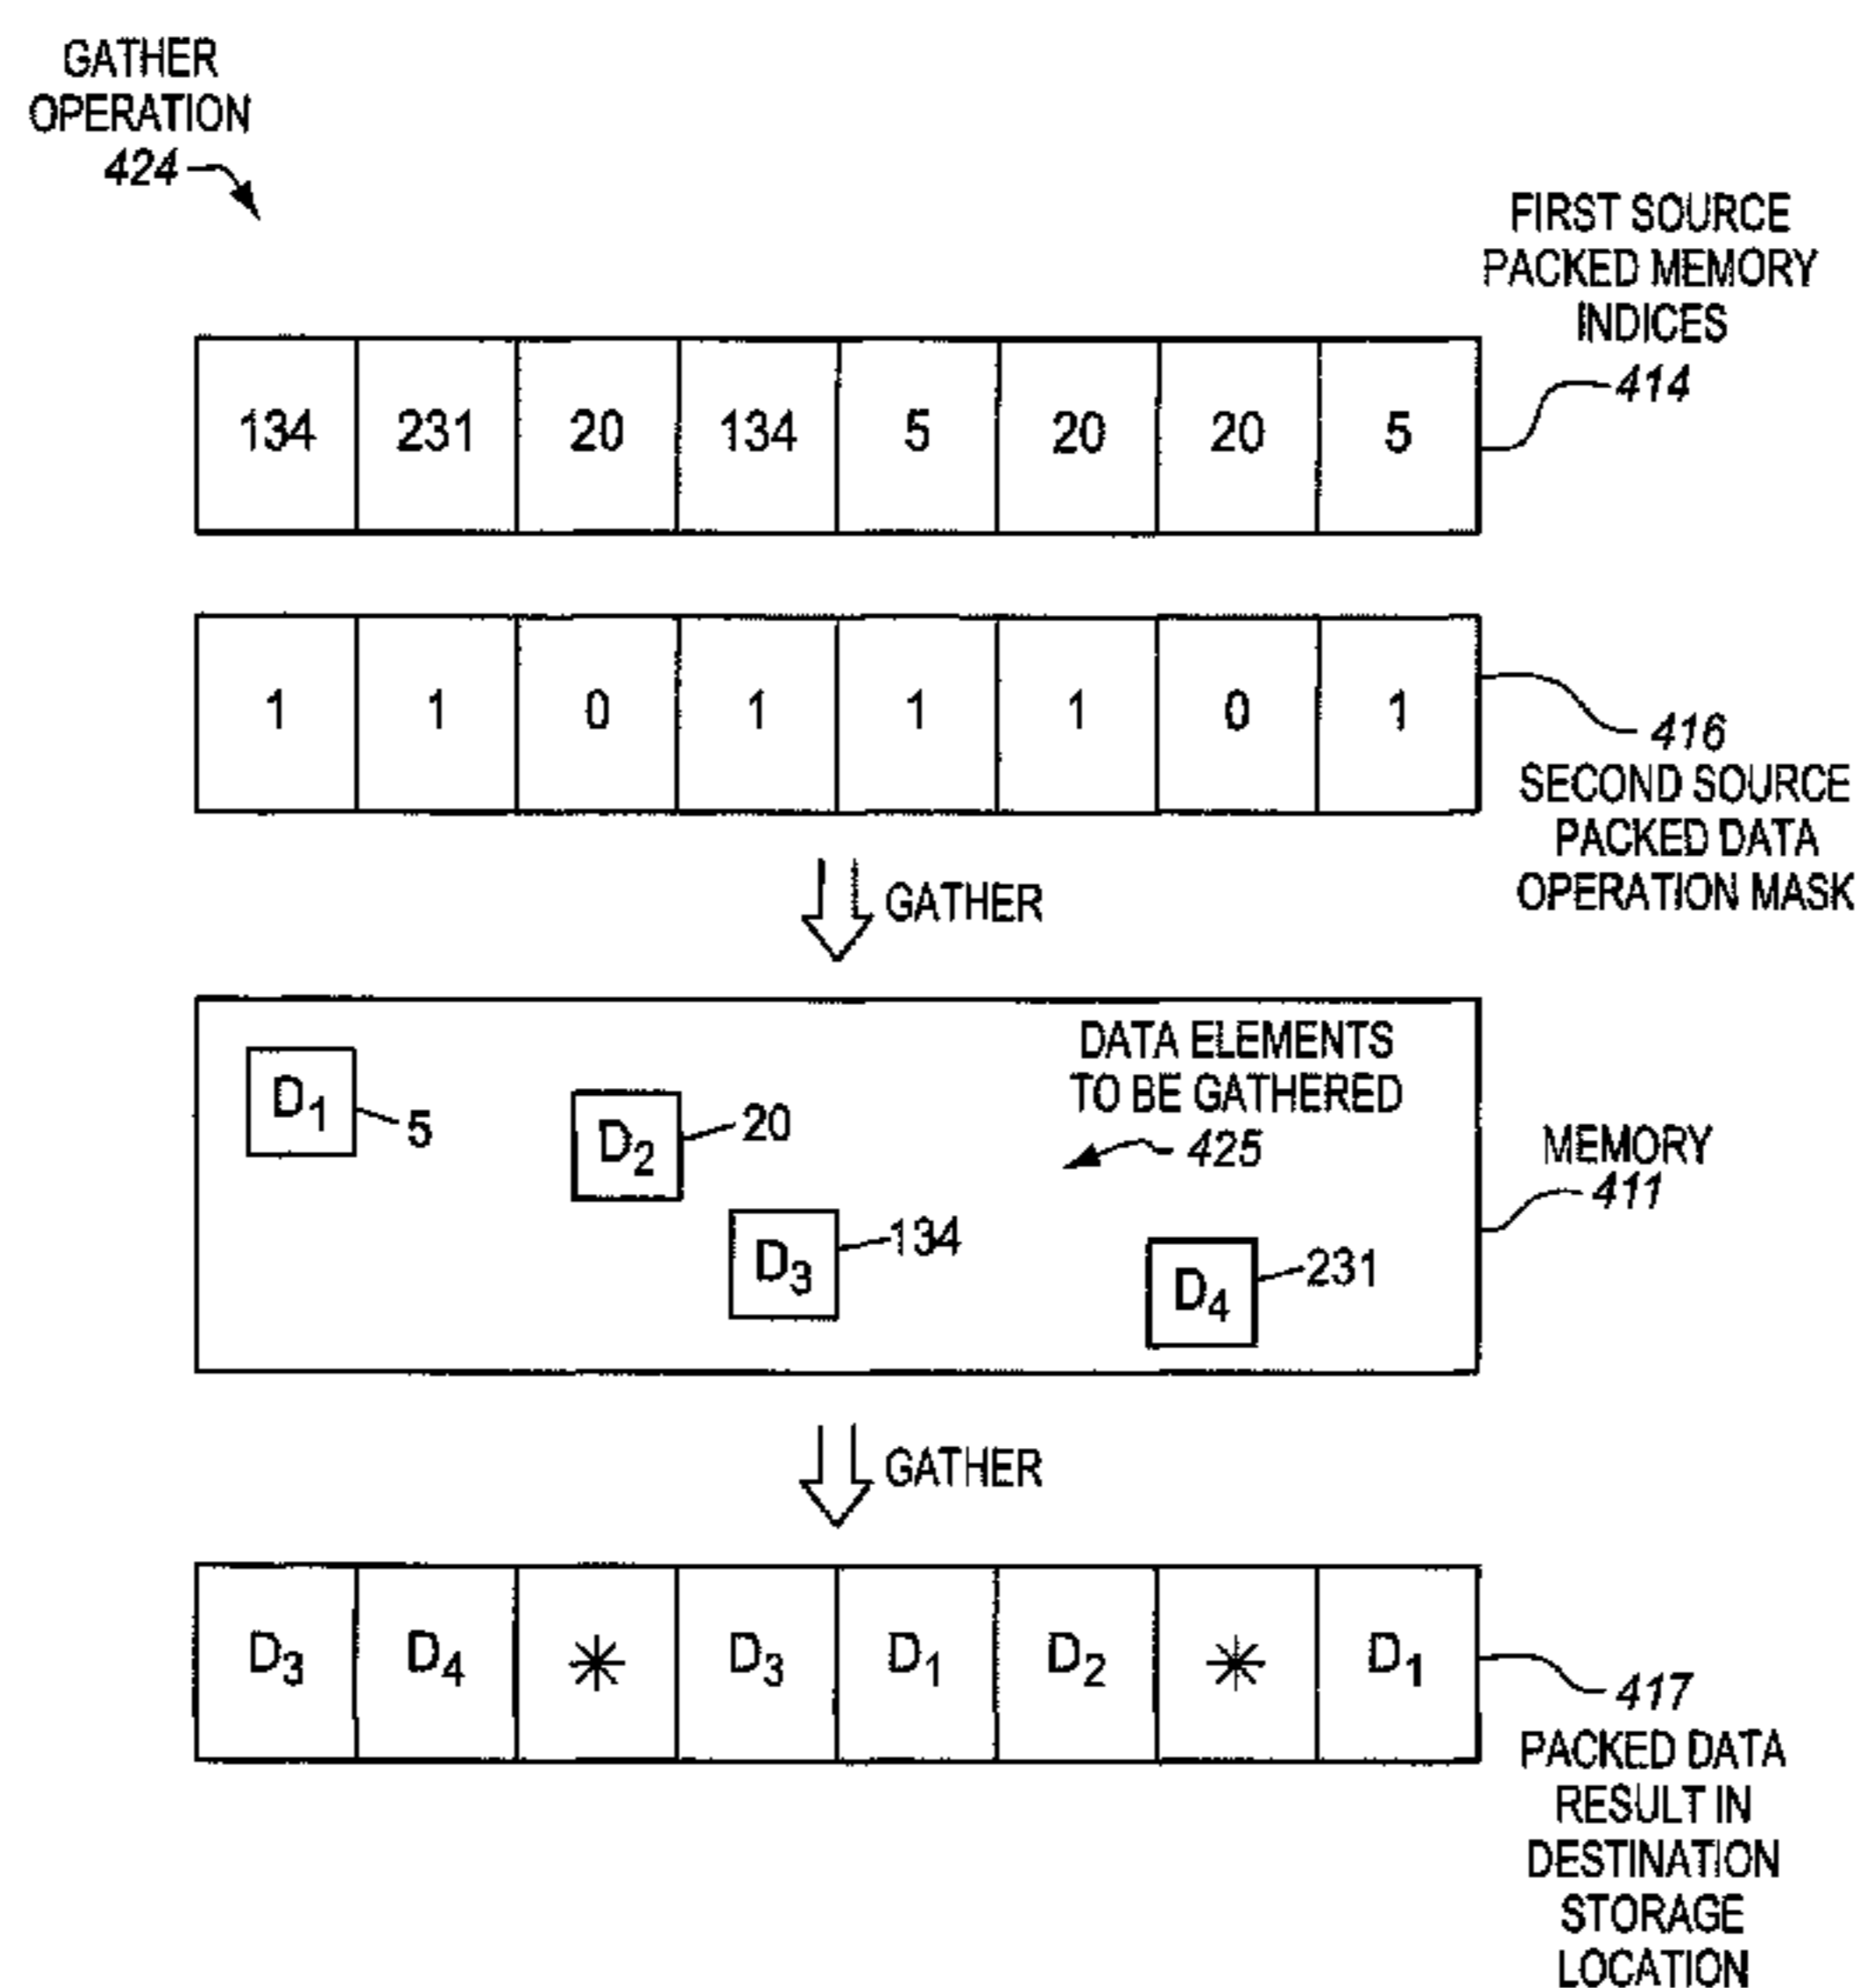 GATHER
OPERATION
424
FIRST SOURCE
PACKED MEMORY
INDICES
414
134 231 20 134 5 20 20 5
1 1 0 1 1 1 0 1
416
SECOND SOURCE
PACKED DATA
OPERATION MASK
GATHER
DATA ELEMENTS
TO BE GATHERED
425
D1 5
D2 20
D3 134
D4 231
MEMORY
411
GATHER
D3 D4 * D3 D1 D2 * D1
417
PACKED DATA
RESULT IN
DESTINATION
STORAGE
LOCATION